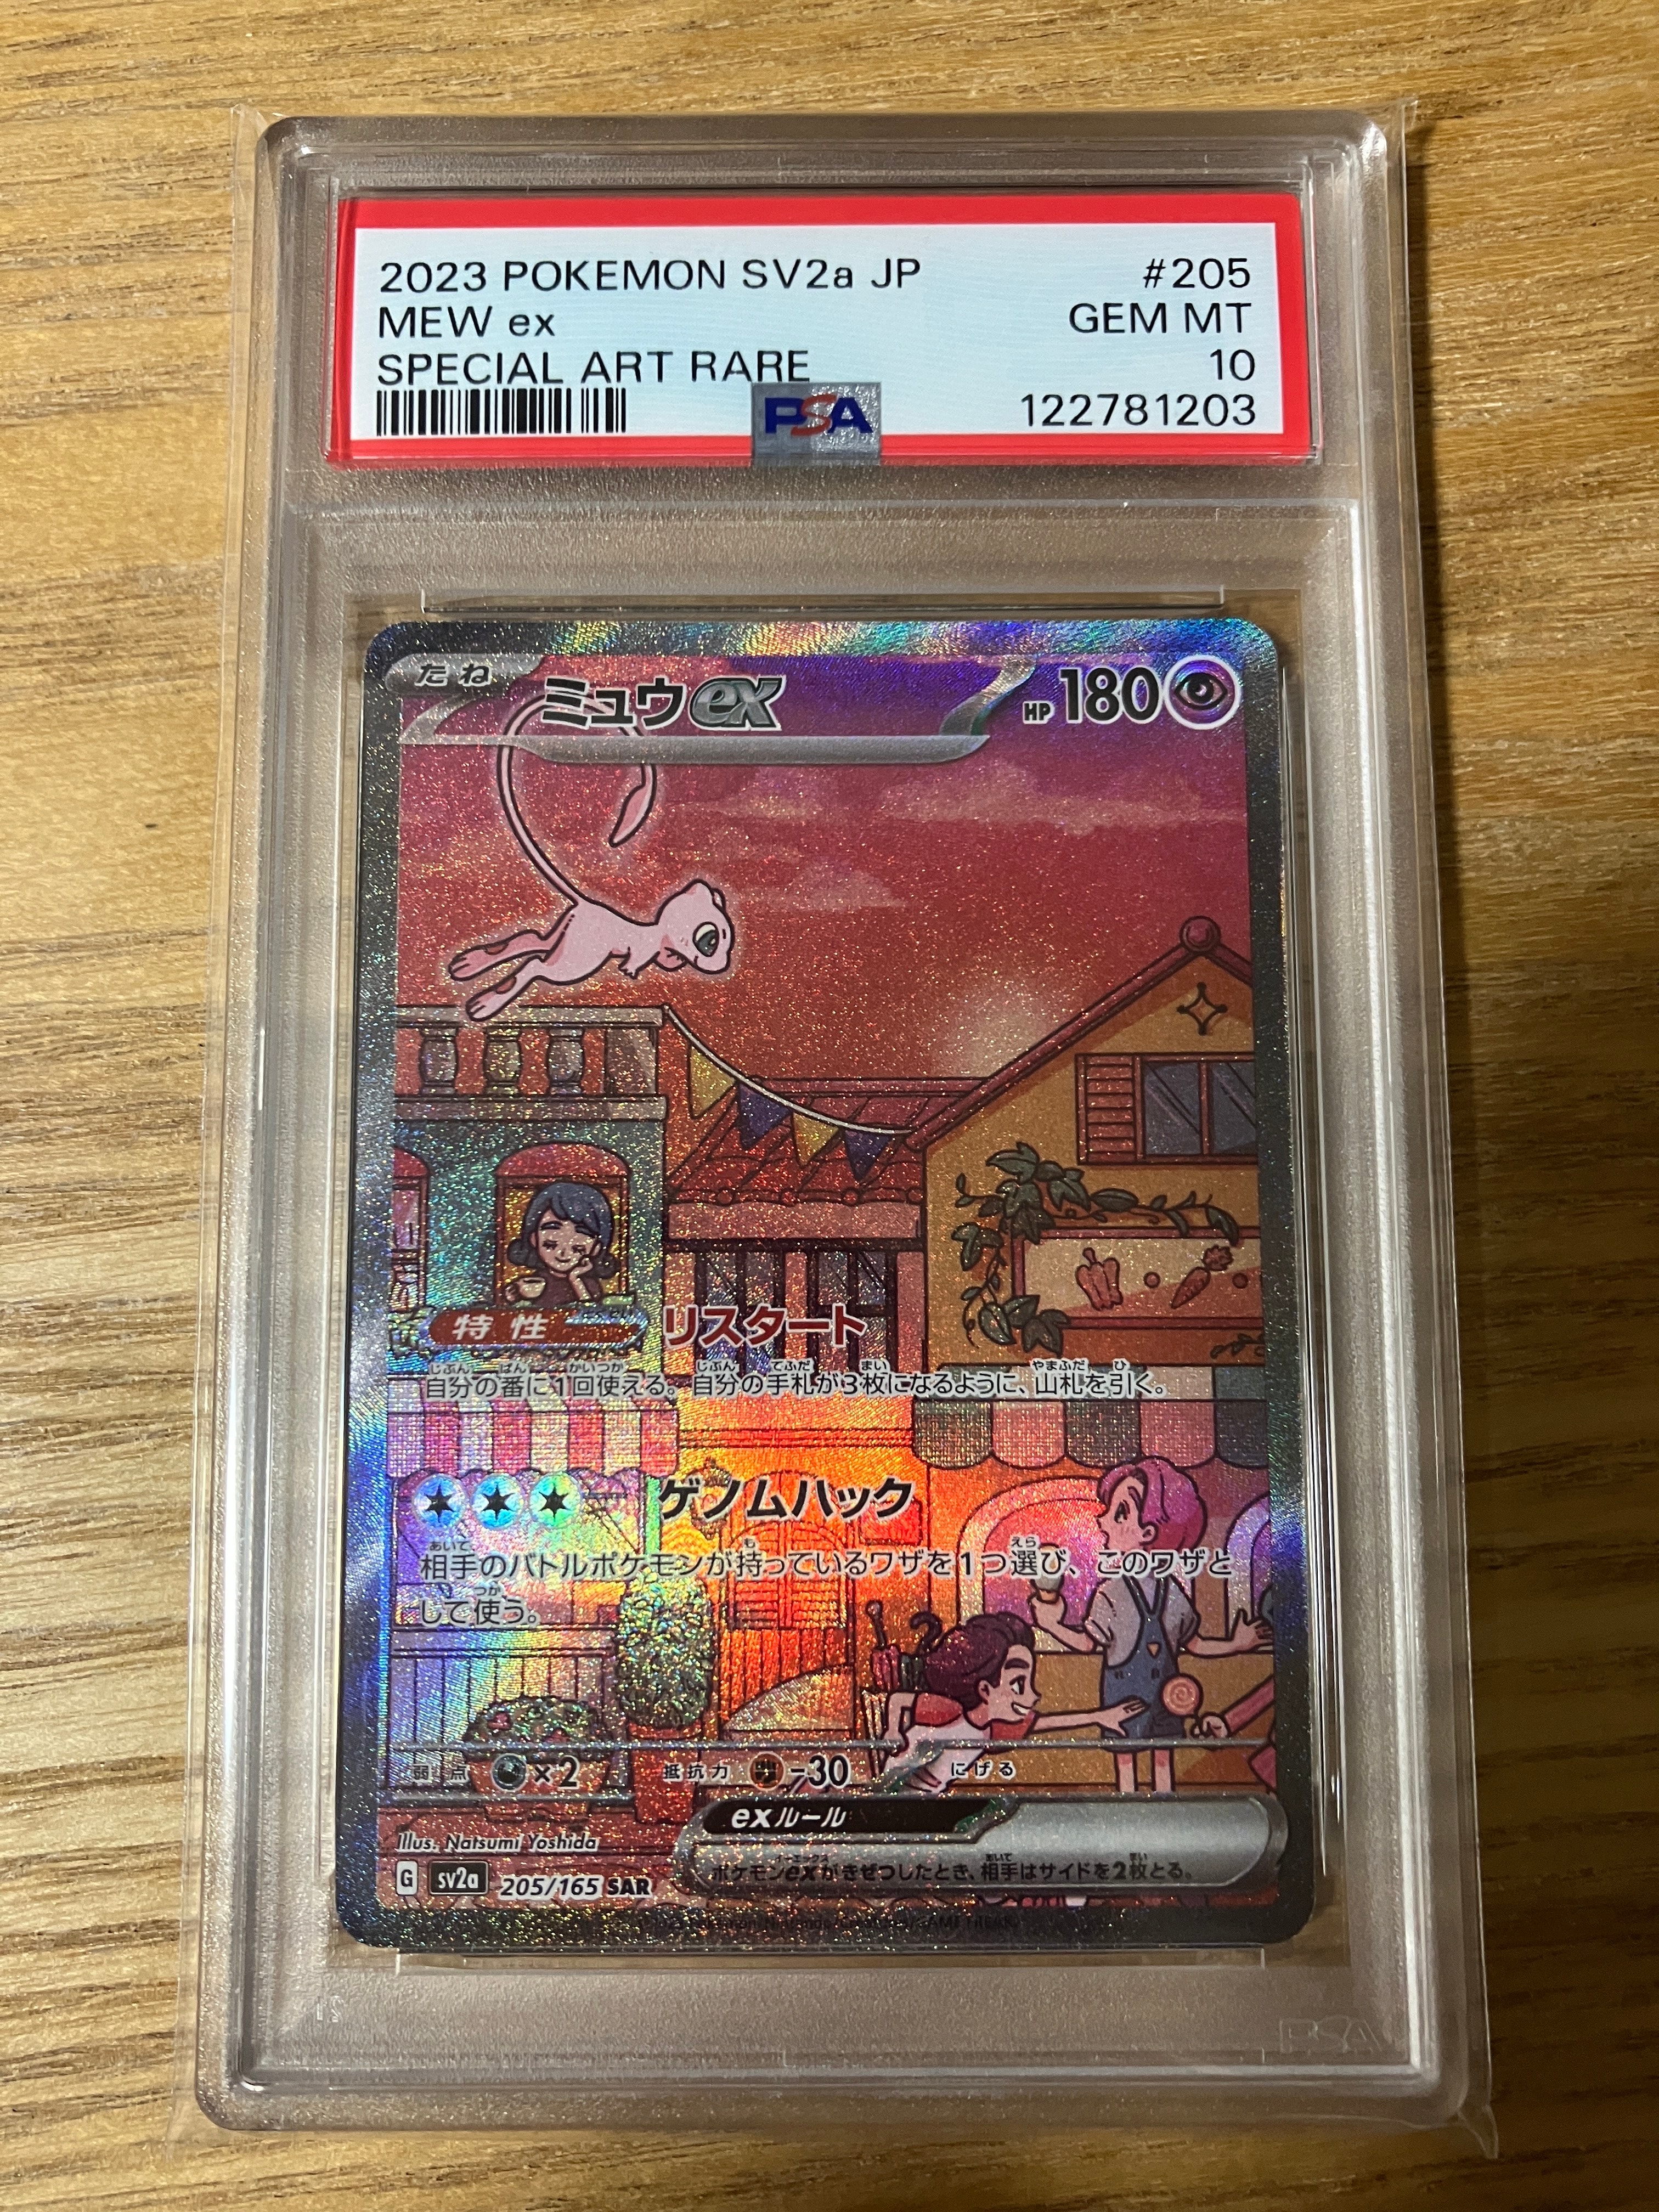 2023 POKEMON SV2a JP #205
MEW ex GEM MT
SPECIAL ART RARE 10
PSA 122781203
たね ミュウex HP 180
特性 リスタート
自分の番に1回使える。自分の手札が3枚になるように、山札を引く。
ゲノムハック
相手のバトルポケモンが持っているワザを1つ選び、このワザと
して使う。
弱点 ×2 抵抗力 -30 にげる
exルール
ポケモンexがきぜつしたとき、相手はサイドを2枚とる。
Illus. Natsumi Yoshida
G sv2a 205/165 SAR
PSA